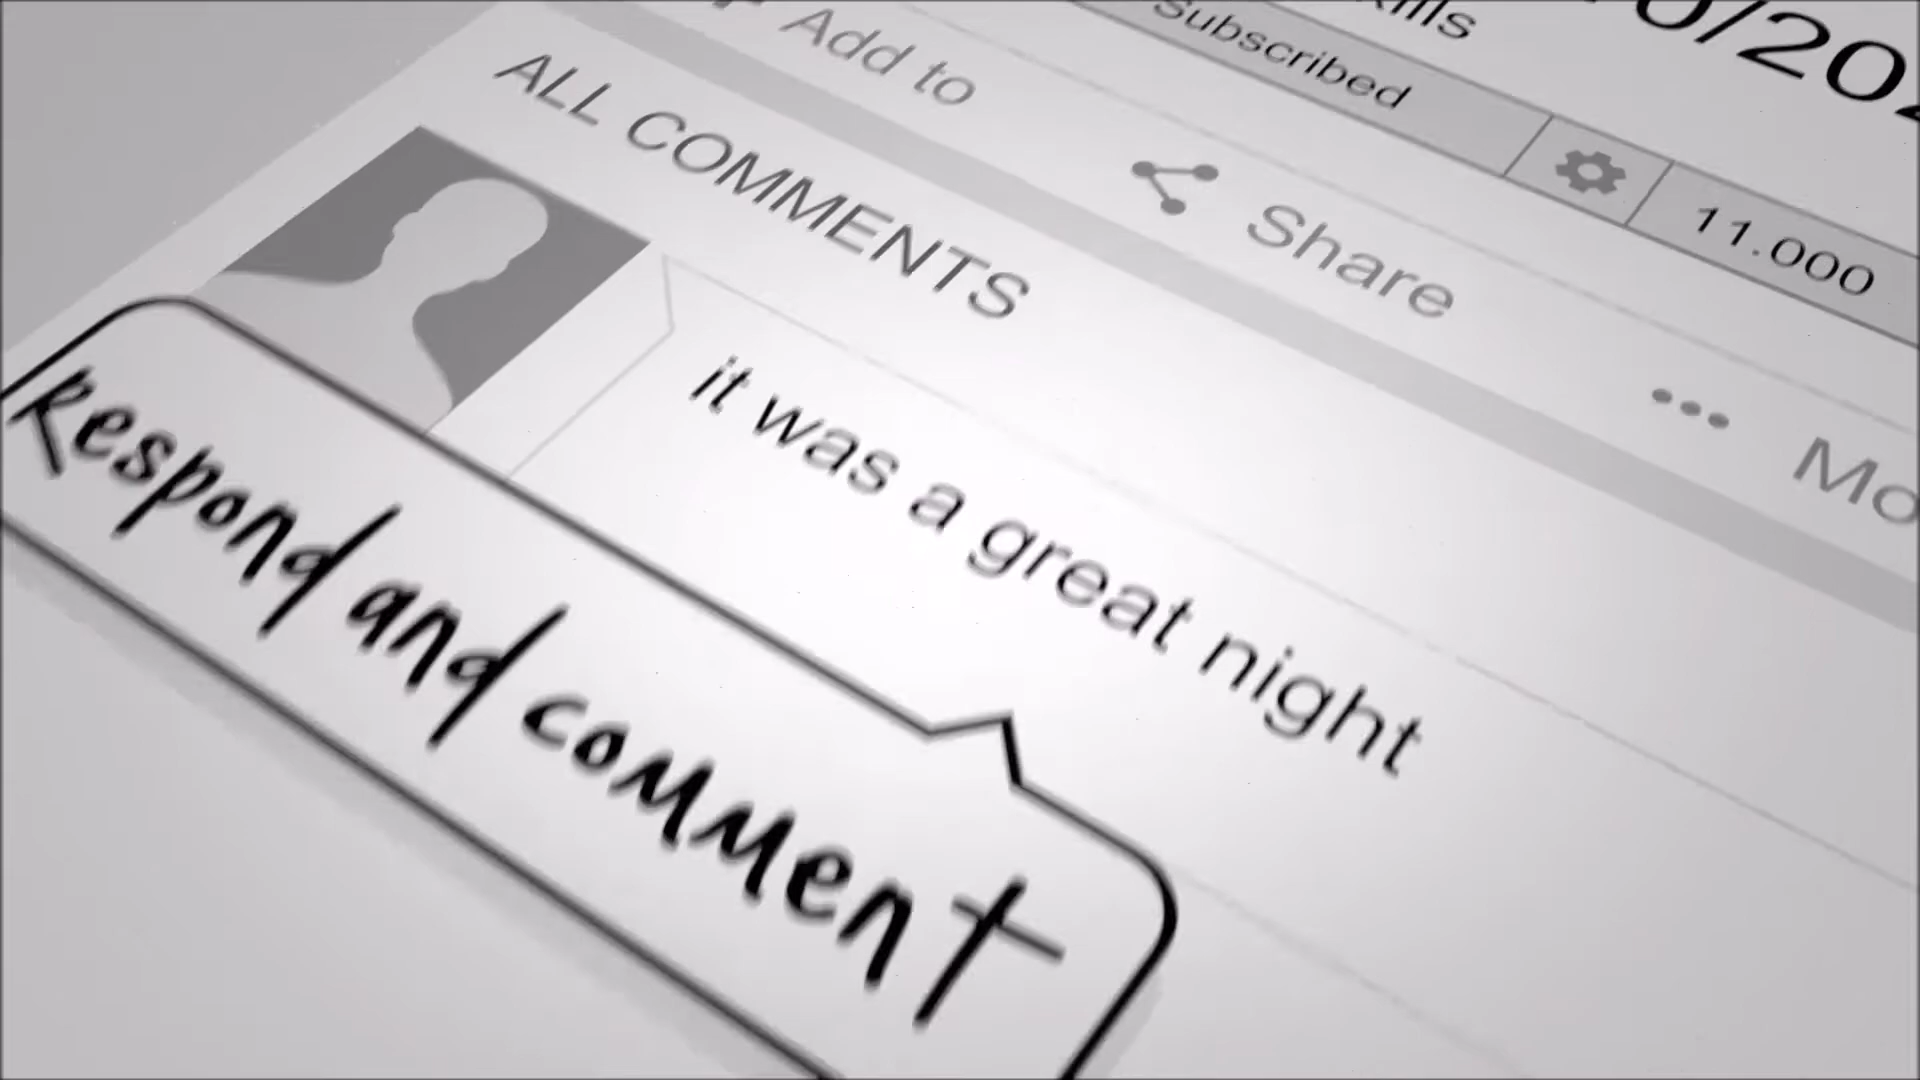 Subscribed
11.000
Add to
Share
ALL COMMENTS
it was a great night
Respond and comment